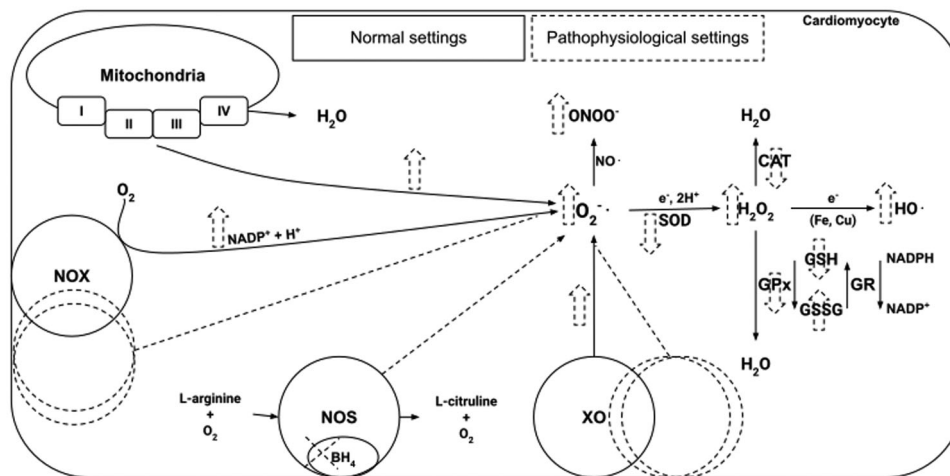 Cardiomyocyte
Normal settings
Pathophysiological settings
Mitochondria
I
II
III
IV
H₂O
ONOO⁻
NO·
H₂O
CAT
O₂
NADP⁺ + H⁺
O₂⁻·
e⁻, 2H⁺
SOD
H₂O₂
e⁻
(Fe, Cu)
HO·
NOX
GSH
NADPH
GPx
GR
GSSG
NADP⁺
H₂O
L-arginine
+
O₂
NOS
BH₄
L-citruline
+
O₂
XO